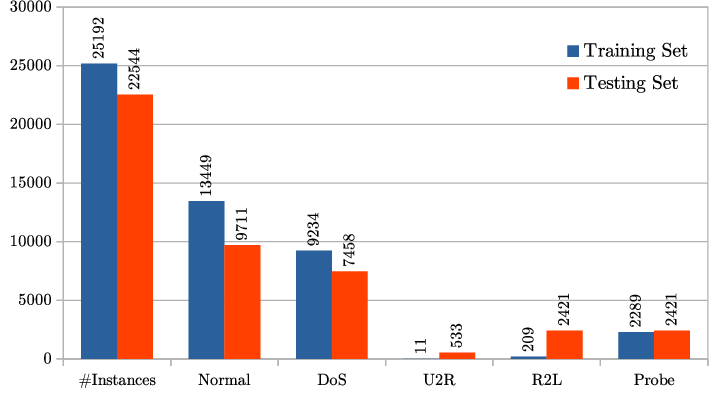 30000
25000
20000
15000
10000
5000
0
25192
22544
13449
9711
9234
7458
11
533
209
2421
2289
2421
Training Set
Testing Set
#Instances
Normal
DoS
U2R
R2L
Probe